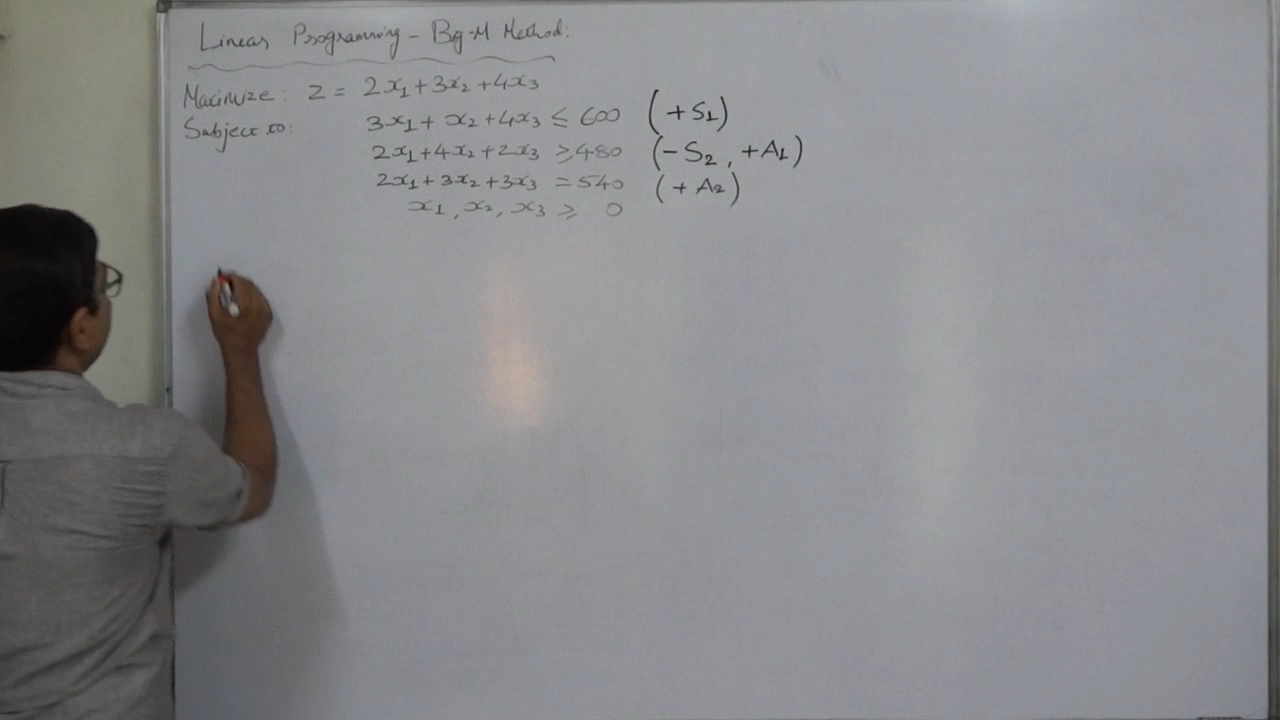 Linear Programming - Big-M Method:
Maximize: Z = 2x₁+3x₂+4x₃
Subject to: 3x₁+x₂+4x₃ ≤ 600 (+S₁)
2x₁+4x₂+2x₃ ≥ 480 (-S₂, +A₁)
2x₁+3x₂+3x₃ = 540 (+A₂)
x₁, x₂, x₃ ≥ 0